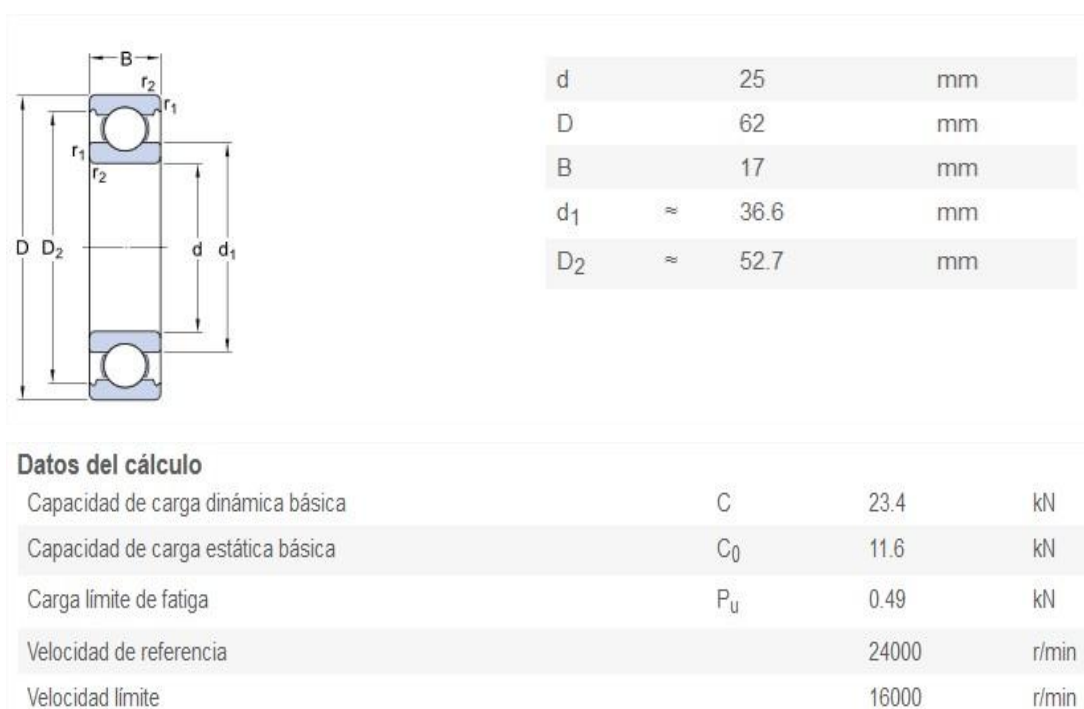 B
r2
r1
r1
r2
D D2 d d1
d 25 mm
D 62 mm
B 17 mm
d1 ≈ 36.6 mm
D2 ≈ 52.7 mm
Datos del cálculo
Capacidad de carga dinámica básica C 23.4 kN
Capacidad de carga estática básica C0 11.6 kN
Carga límite de fatiga Pu 0.49 kN
Velocidad de referencia 24000 r/min
Velocidad límite 16000 r/min